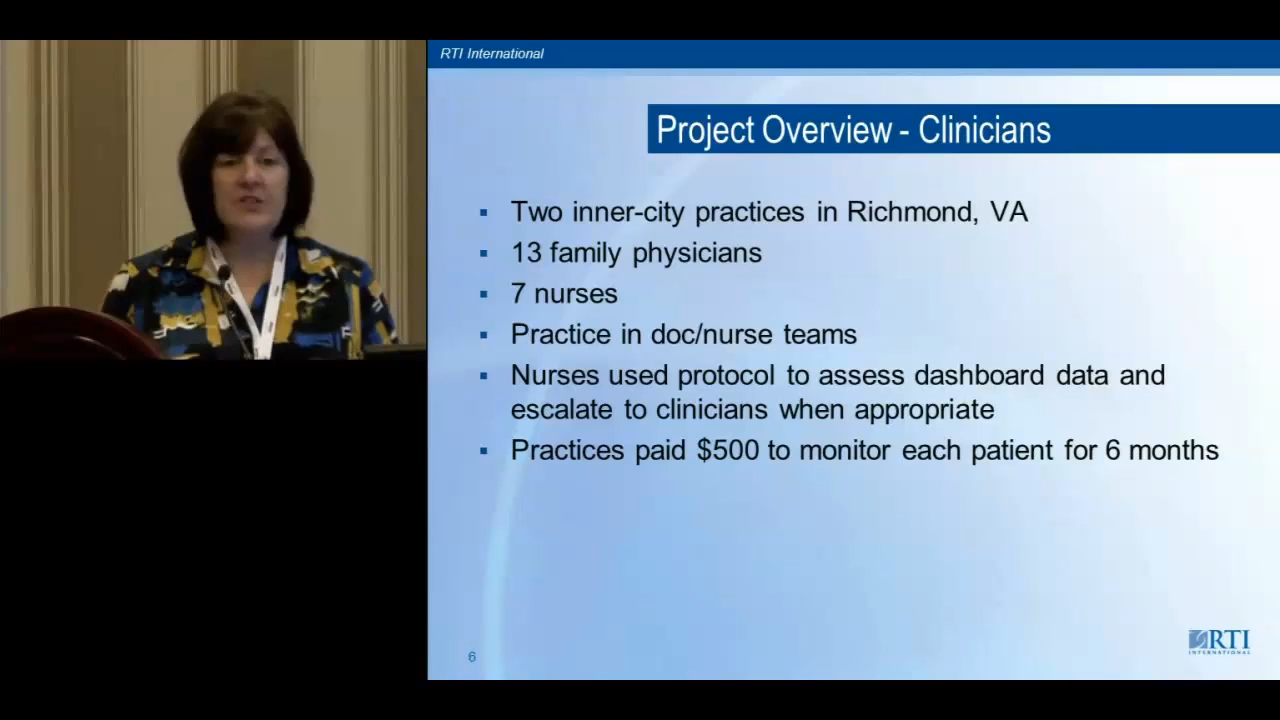 RTI International
Project Overview - Clinicians
▪ Two inner-city practices in Richmond, VA
▪ 13 family physicians
▪ 7 nurses
▪ Practice in doc/nurse teams
▪ Nurses used protocol to assess dashboard data and
escalate to clinicians when appropriate
▪ Practices paid $500 to monitor each patient for 6 months
6
RTI
INTERNATIONAL